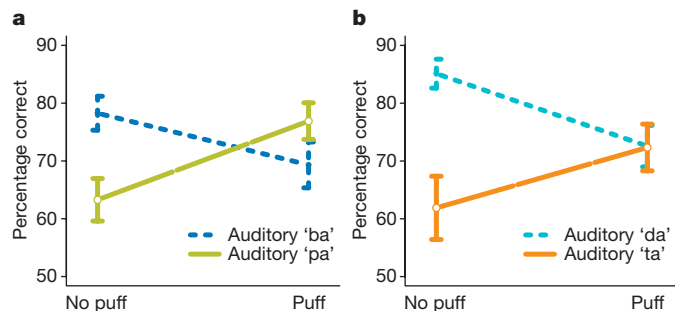 a
Percentage correct
90
80
70
60
50
Auditory ‘ba’
Auditory ‘pa’
No puff
Puff
b
Percentage correct
90
80
70
60
50
Auditory ‘da’
Auditory ‘ta’
No puff
Puff